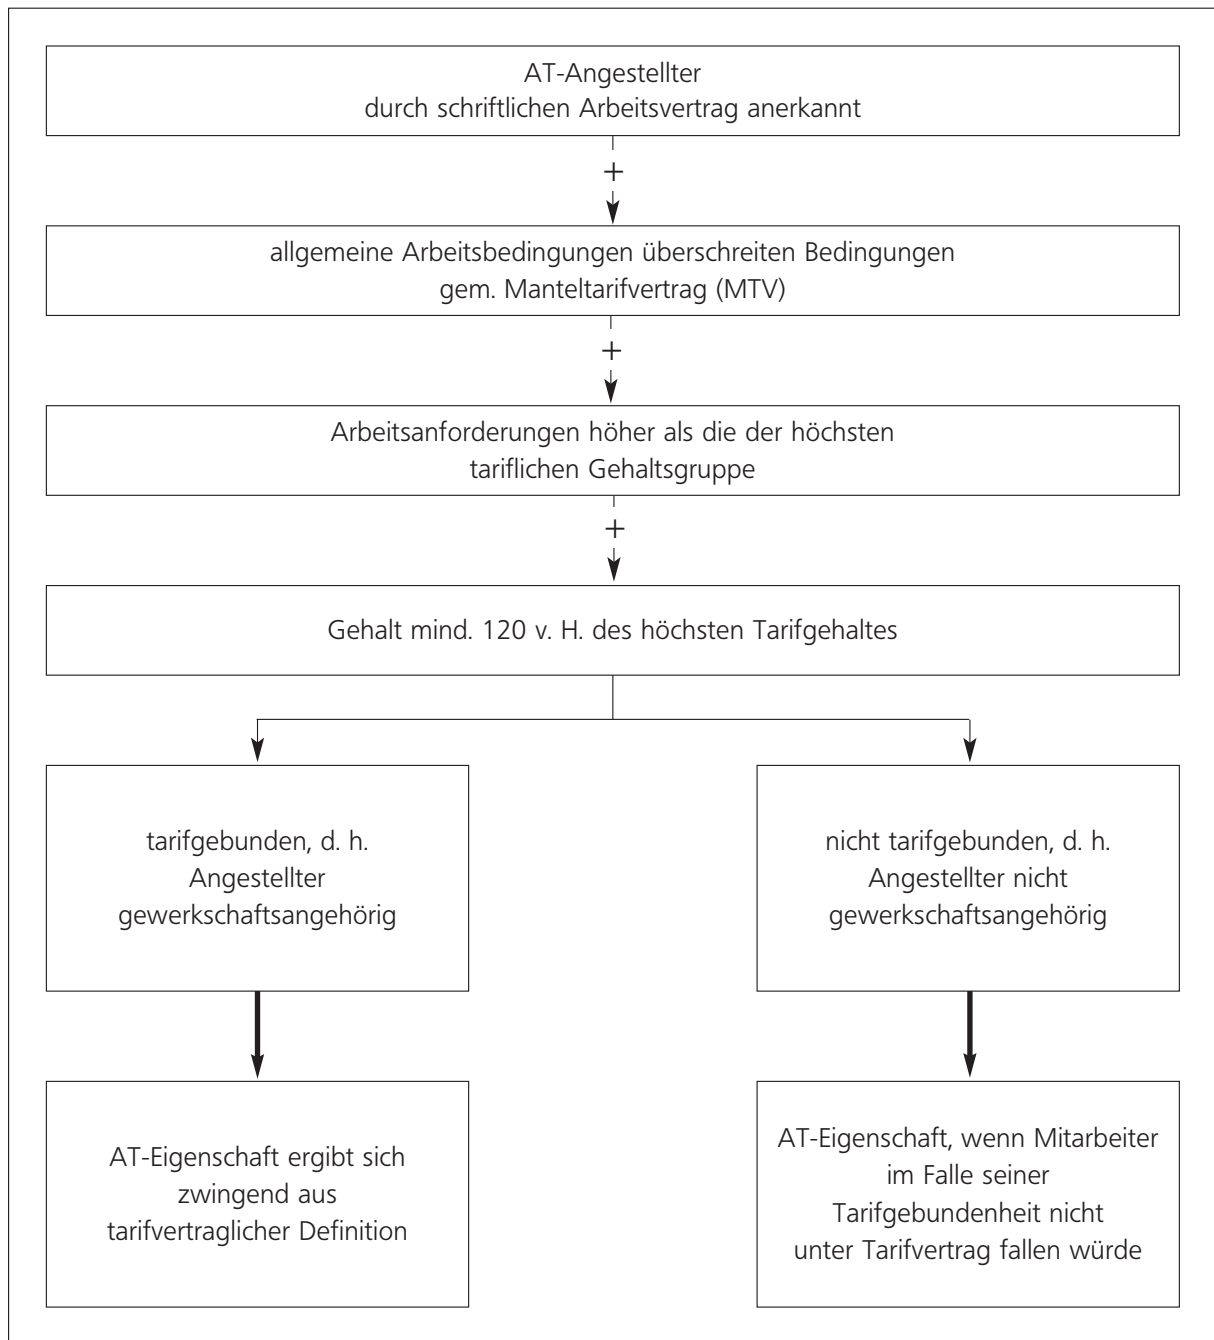 AT-Angestellter
durch schriftlichen Arbeitsvertrag anerkannt
+
allgemeine Arbeitsbedingungen überschreiten Bedingungen
gem. Manteltarifvertrag (MTV)
+
Arbeitsanforderungen höher als die der höchsten
tariflichen Gehaltsgruppe
+
Gehalt mind. 120 v. H. des höchsten Tarifgehaltes
tarifgebunden, d. h.
Angestellter
gewerkschaftsangehörig
nicht tarifgebunden, d. h.
Angestellter nicht
gewerkschaftsangehörig
AT-Eigenschaft ergibt sich
zwingend aus
tarifvertraglicher Definition
AT-Eigenschaft, wenn Mitarbeiter
im Falle seiner
Tarifgebundenheit nicht
unter Tarifvertrag fallen würde